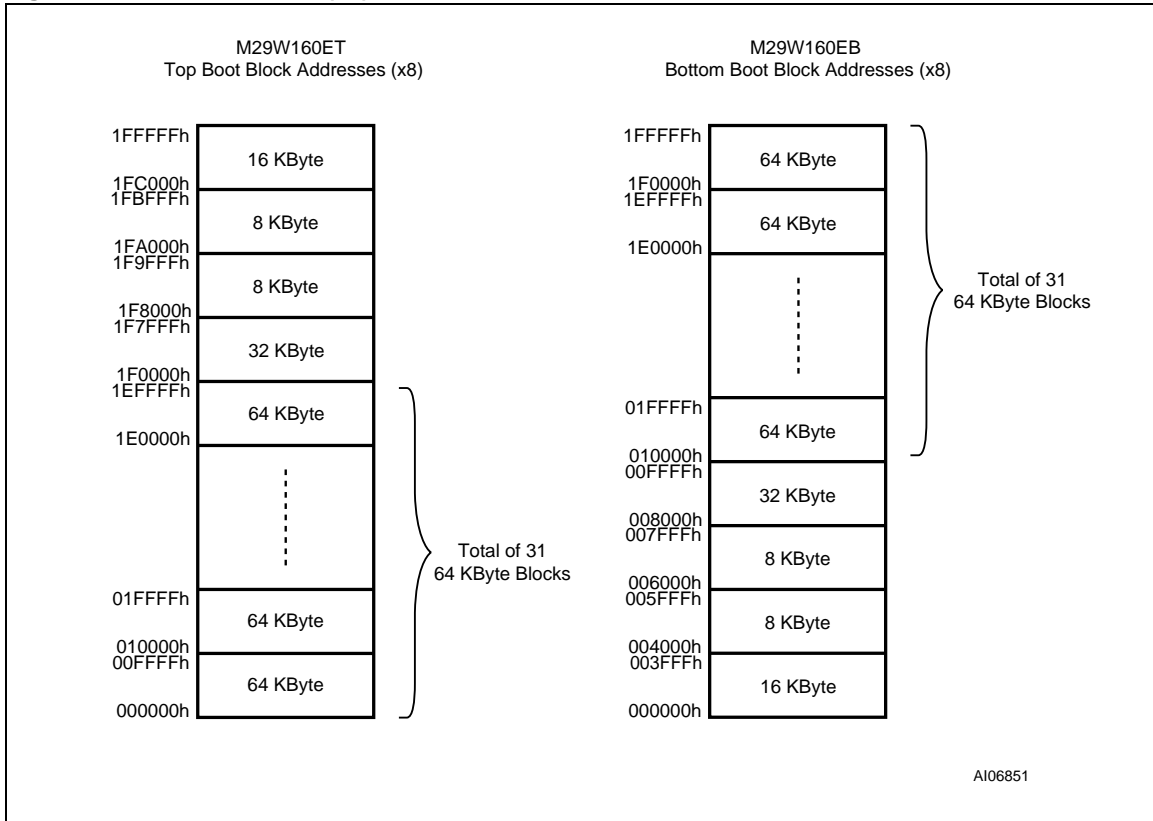 M29W160ET
Top Boot Block Addresses (x8)
1FFFFFh
16 KByte
1FC000h
1FBFFFh
8 KByte
1FA000h
1F9FFFh
8 KByte
1F8000h
1F7FFFh
32 KByte
1F0000h
1EFFFFh
64 KByte
1E0000h
Total of 31
64 KByte Blocks
01FFFFh
64 KByte
010000h
00FFFFh
64 KByte
000000h
M29W160EB
Bottom Boot Block Addresses (x8)
1FFFFFh
64 KByte
1F0000h
1EFFFFh
64 KByte
1E0000h
Total of 31
64 KByte Blocks
01FFFFh
64 KByte
010000h
00FFFFh
32 KByte
008000h
007FFFh
8 KByte
006000h
005FFFh
8 KByte
004000h
003FFFh
16 KByte
000000h
AI06851